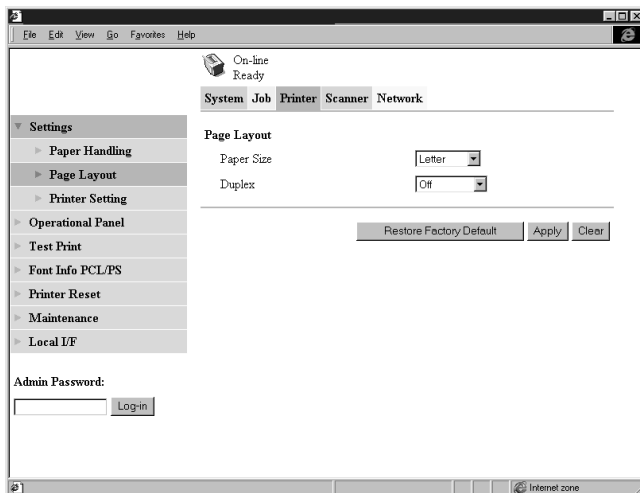 File Edit View Go Favorites Help
On-line
Ready
System Job Printer Scanner Network
Settings
Paper Handling
Page Layout
Printer Setting
Operational Panel
Test Print
Font Info PCL/PS
Printer Reset
Maintenance
Local I/F
Admin Password:
Log-in
Page Layout
Paper Size Letter
Duplex Off
Restore Factory Default Apply Clear
Internet zone